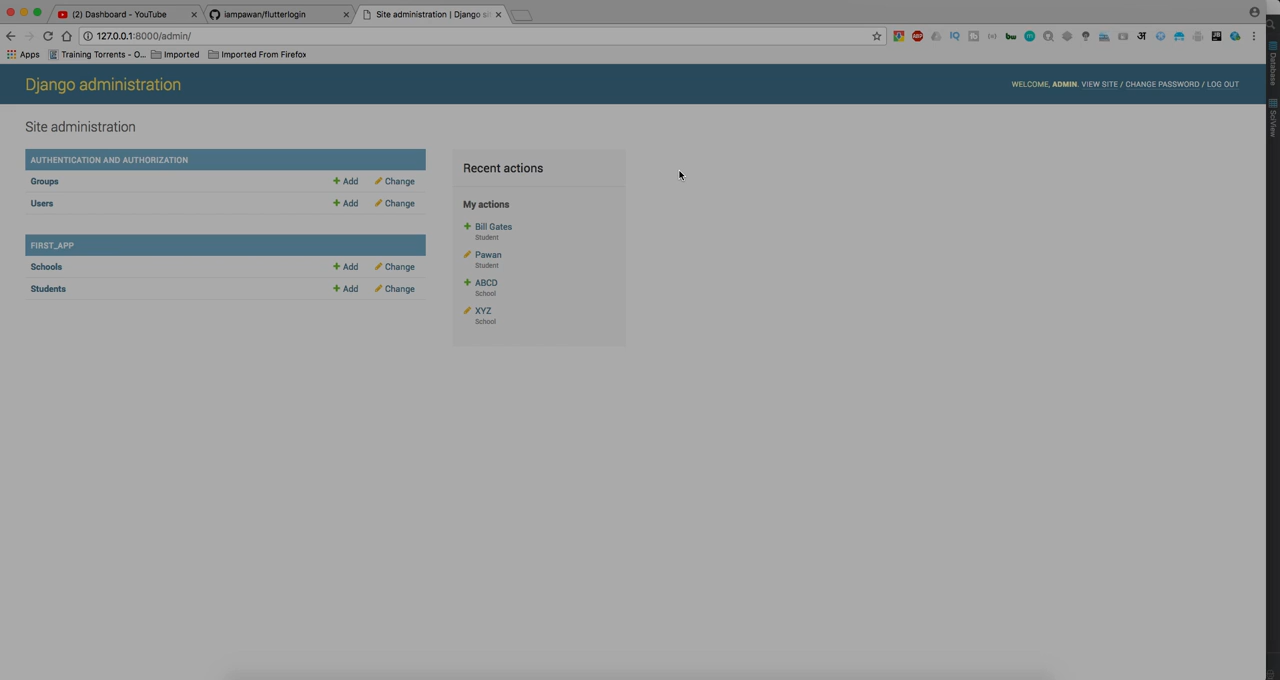 (2) Dashboard - YouTube
iampawan/flutterlogin
Site administration | Django si
127.0.0.1:8000/admin/
Apps
Training Torrents - O...
Imported
Imported From Firefox
Django administration
WELCOME, ADMIN. VIEW SITE / CHANGE PASSWORD / LOG OUT
Site administration
AUTHENTICATION AND AUTHORIZATION
Groups
Add
Change
Users
Add
Change
FIRST_APP
Schools
Add
Change
Students
Add
Change
Recent actions
My actions
Bill Gates
Student
Pawan
Student
ABCD
School
XYZ
School
Database
SciView